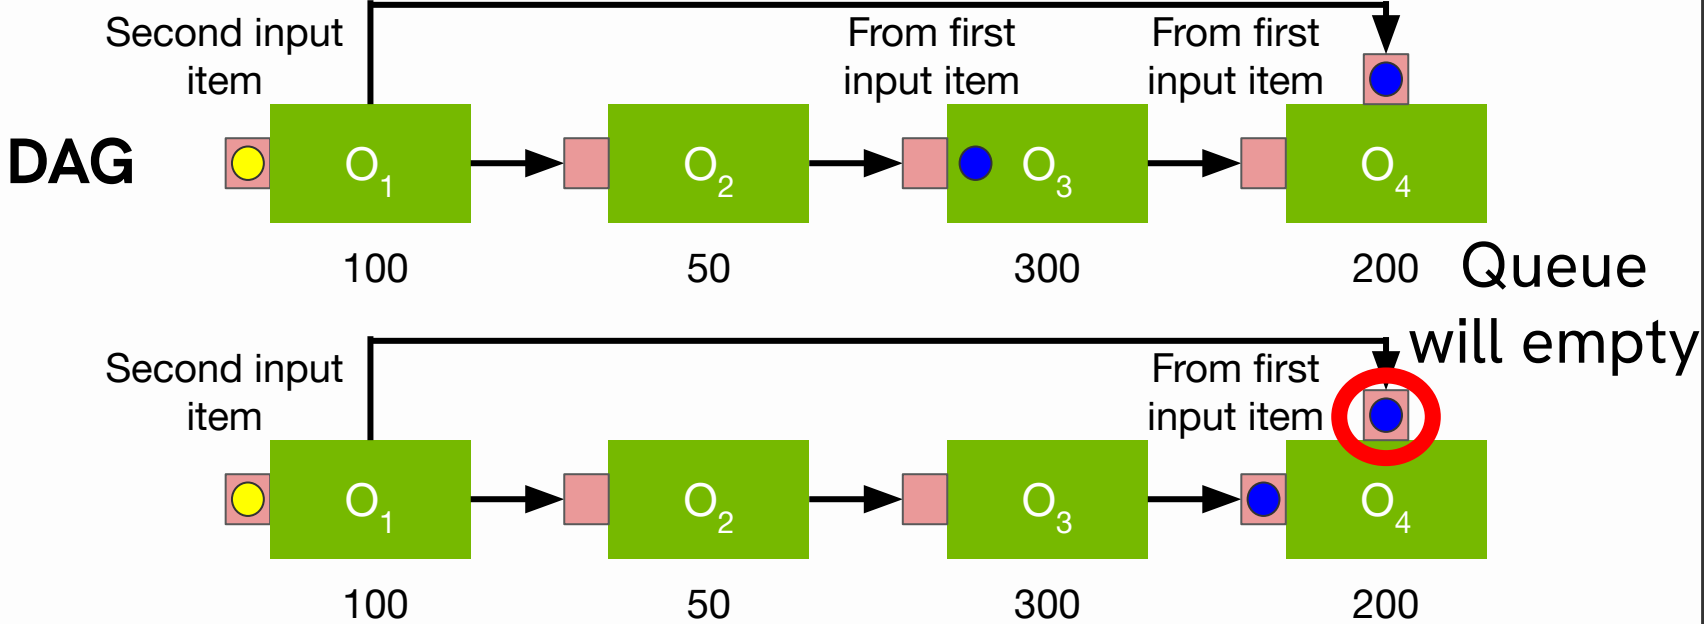 Second input
item
From first
input item
From first
input item
DAG
O1
O2
O3
O4
100
50
300
200
Queue
will empty
Second input
item
From first
input item
O1
O2
O3
O4
100
50
300
200